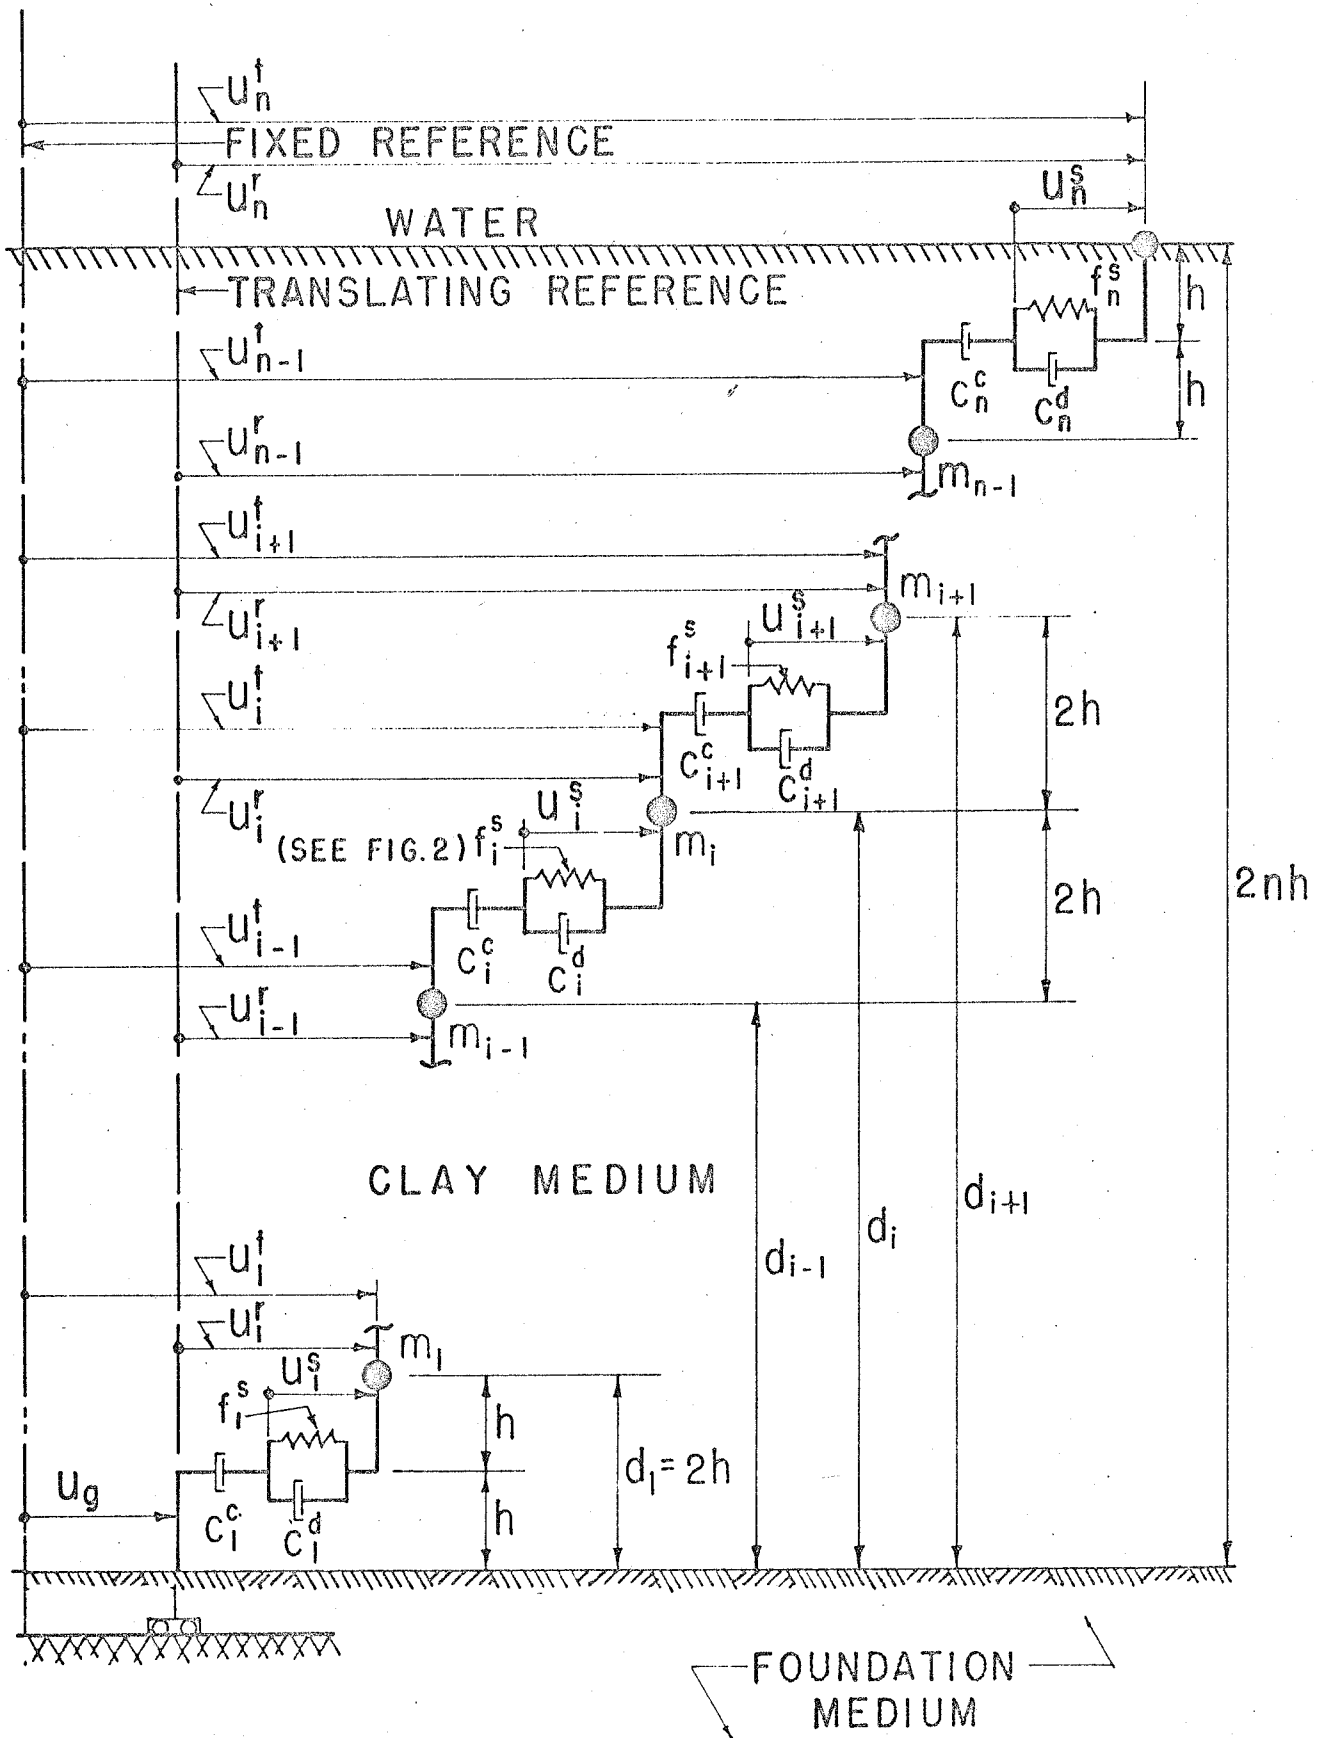 u_n^t
FIXED REFERENCE
u_n^r
u_n^s
WATER
f_n^s
h
TRANSLATING REFERENCE
u_{n-1}^t
c_n^c
c_n^d
h
u_{n-1}^r
m_{n-1}
u_{i+1}^t
m_{i+1}
u_{i+1}^r
u_{i+1}^s
f_{i+1}^s
u_i^t
2h
c_{i+1}^c
c_{i+1}^d
u_i^r
u_i^s
(SEE FIG.2) f_i^s
m_i
2h
2nh
u_{i-1}^t
c_i^c
c_i^d
u_{i-1}^r
m_{i-1}
CLAY MEDIUM
d_{i+1}
d_i
d_{i-1}
u_1^t
u_1^r
m_1
u_1^s
f_1^s
h
d_1=2h
u_g
c_1^c
c_1^d
h
FOUNDATION
MEDIUM